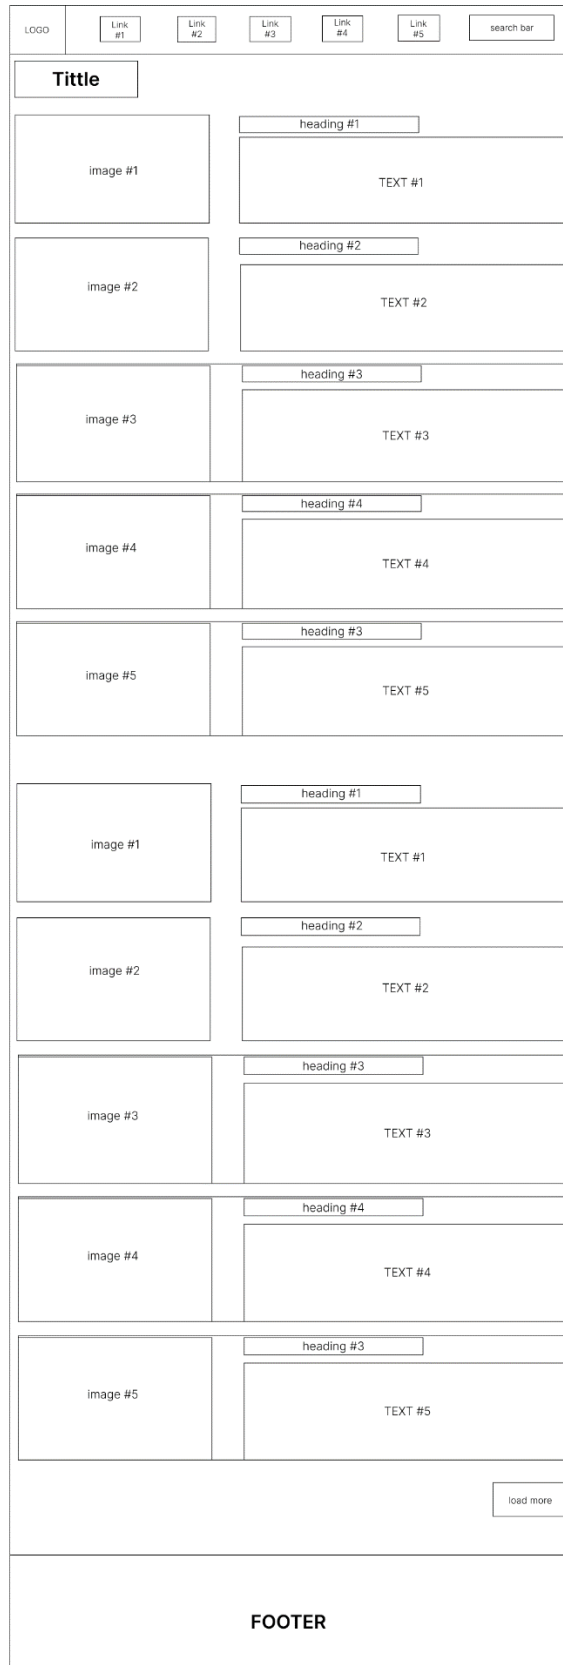 LOGO
Link
#1
Link
#2
Link
#3
Link
#4
Link
#5
search bar
Tittle
image #1
heading #1
TEXT #1
image #2
heading #2
TEXT #2
image #3
heading #3
TEXT #3
image #4
heading #4
TEXT #4
image #5
heading #3
TEXT #5
image #1
heading #1
TEXT #1
image #2
heading #2
TEXT #2
image #3
heading #3
TEXT #3
image #4
heading #4
TEXT #4
image #5
heading #3
TEXT #5
load more
FOOTER